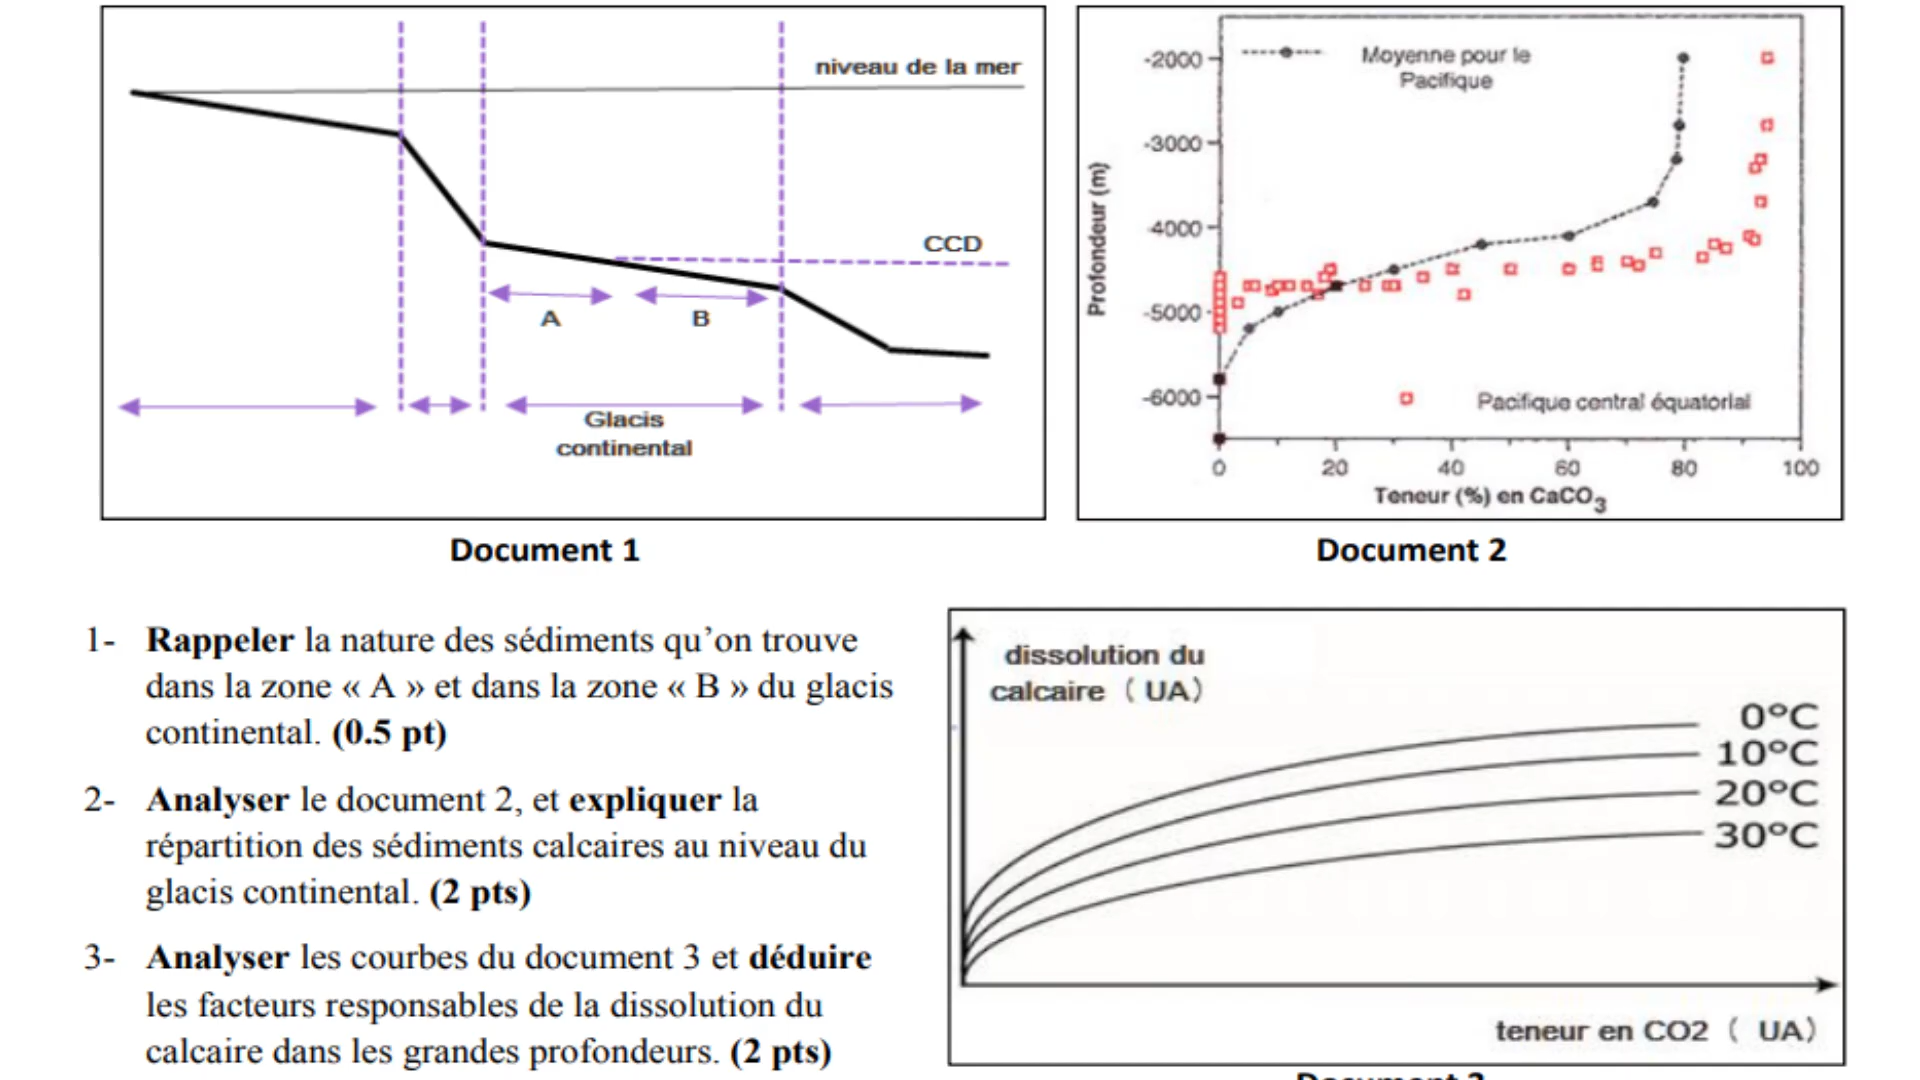 niveau de la mer
CCD
A
B
Glacis
continental
Document 1
Moyenne pour le
Pacifique
-2000
-3000
-4000
-5000
-6000
Profondeur (m)
Pacifique central équatorial
0 20 40 60 80 100
Teneur (%) en CaCO3
Document 2
1- Rappeler la nature des sédiments qu’on trouve
dans la zone « A » et dans la zone « B » du glacis
continental. (0.5 pt)
2- Analyser le document 2, et expliquer la
répartition des sédiments calcaires au niveau du
glacis continental. (2 pts)
3- Analyser les courbes du document 3 et déduire
les facteurs responsables de la dissolution du
calcaire dans les grandes profondeurs. (2 pts)
dissolution du
calcaire ( UA)
0°C
10°C
20°C
30°C
teneur en CO2 ( UA)
Document 3